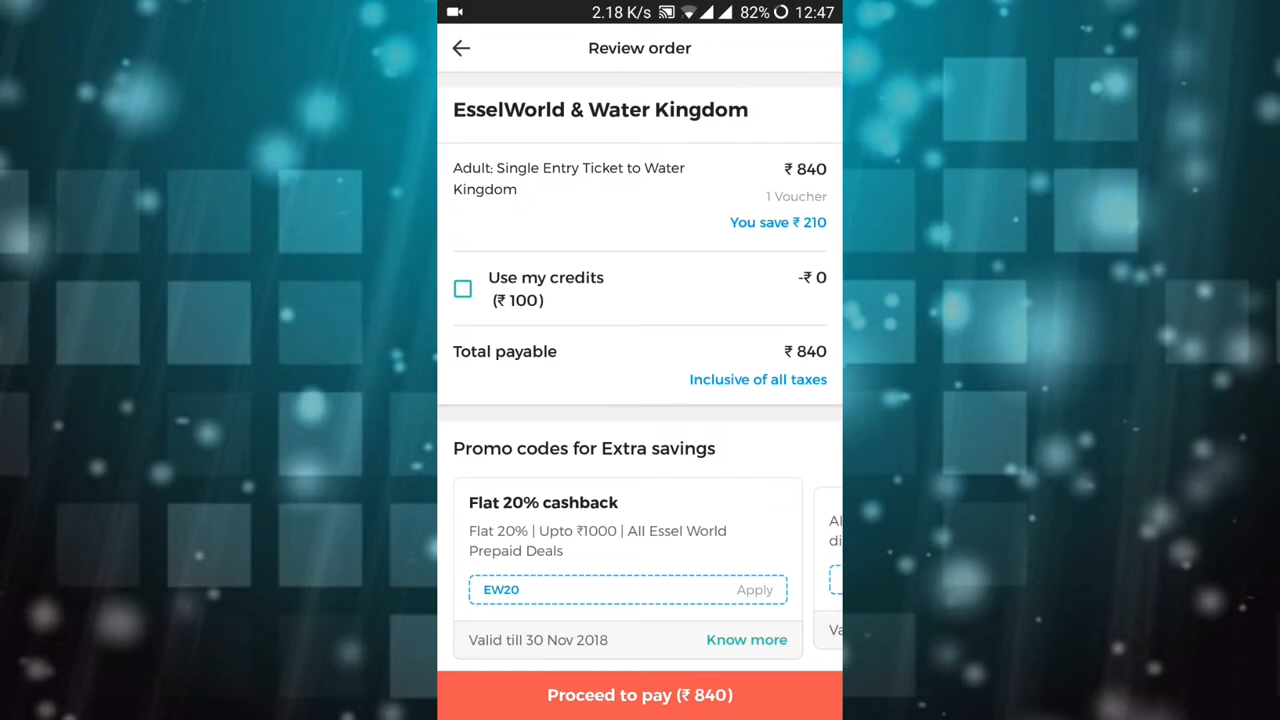 2.18 K/s 82% 12:47
Review order
EsselWorld & Water Kingdom
Adult: Single Entry Ticket to Water
Kingdom
₹ 840
1 Voucher
You save ₹ 210
Use my credits
(₹ 100)
-₹ 0
Total payable
₹ 840
Inclusive of all taxes
Promo codes for Extra savings
Flat 20% cashback
Flat 20% | Upto ₹1000 | All Essel World
Prepaid Deals
EW20 Apply
Valid till 30 Nov 2018 Know more
Proceed to pay (₹ 840)